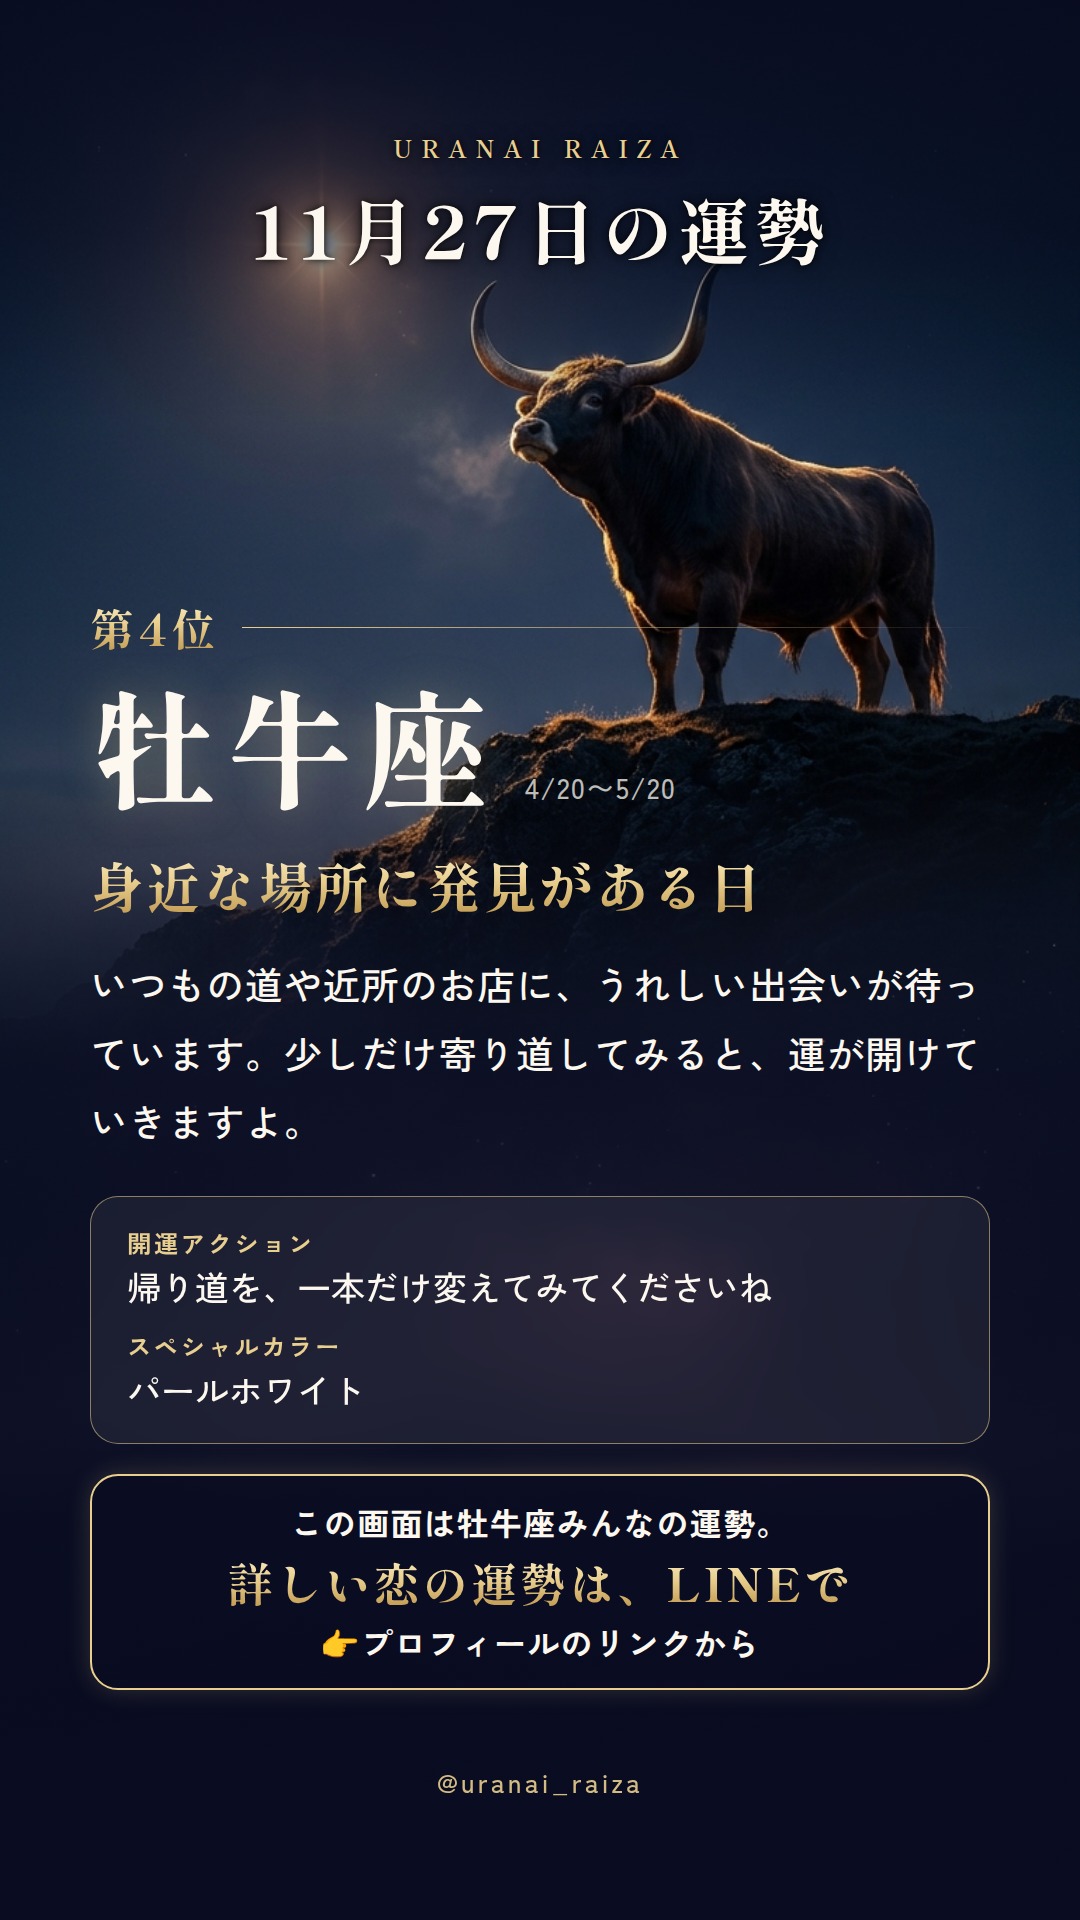 URANAI RAIZA
11月27日の運勢
第4位
牡牛座 4/20〜5/20
身近な場所に発見がある日
いつもの道や近所のお店に、うれしい出会いが待っ
ています。少しだけ寄り道してみると、運が開けて
いきますよ。
開運アクション
帰り道を、一本だけ変えてみてくださいね
スペシャルカラー
パールホワイト
この画面は牡牛座みんなの運勢。
詳しい恋の運勢は、LINEで
👉プロフィールのリンクから
@uranai_raiza